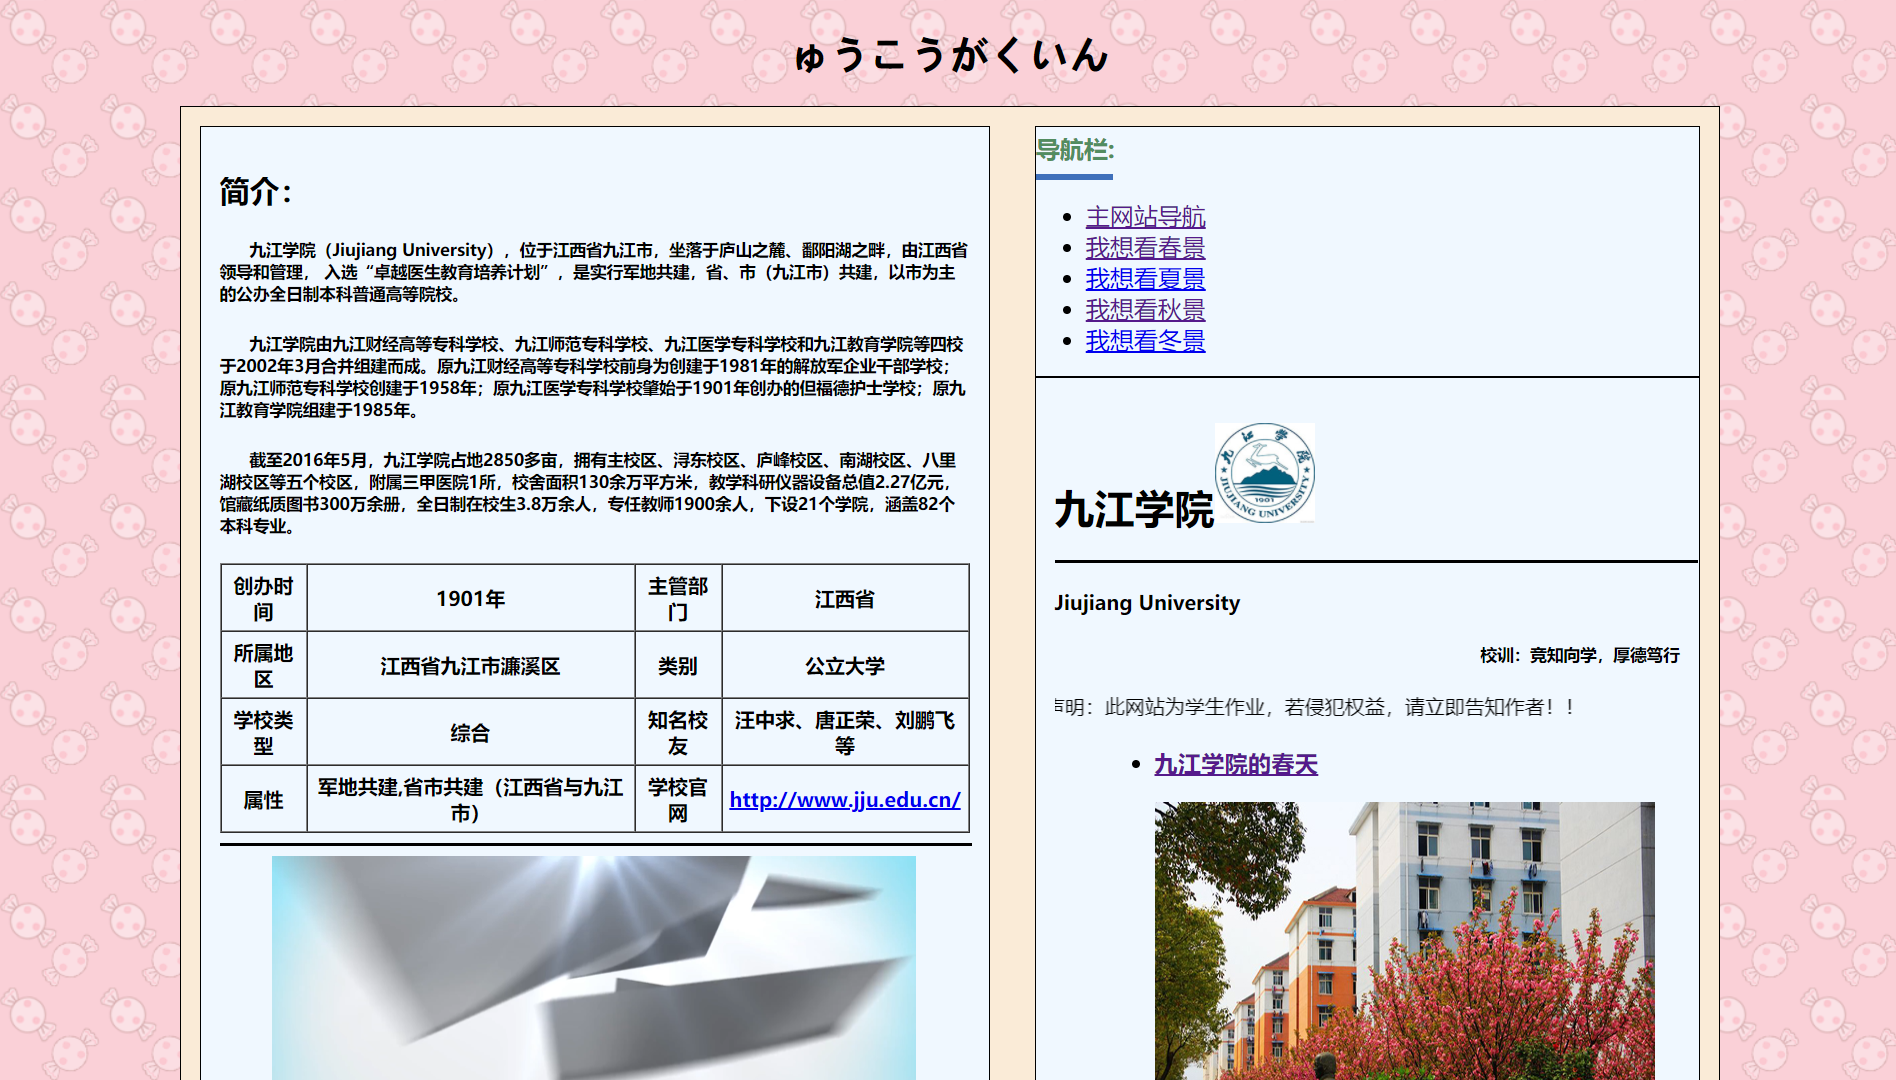 ゅうこうがくいん
简介：
九江学院（Jiujiang University），位于江西省九江市，坐落于庐山之麓、鄱阳湖之畔，由江西省
领导和管理， 入选“卓越医生教育培养计划”，是实行军地共建，省、市（九江市）共建，以市为主
的公办全日制本科普通高等院校。
九江学院由九江财经高等专科学校、九江师范专科学校、九江医学专科学校和九江教育学院等四校
于2002年3月合并组建而成。原九江财经高等专科学校前身为创建于1981年的解放军企业干部学校；
原九江师范专科学校创建于1958年；原九江医学专科学校肇始于1901年创办的但福德护士学校；原九
江教育学院组建于1985年。
截至2016年5月，九江学院占地2850多亩，拥有主校区、浔东校区、庐峰校区、南湖校区、八里
湖校区等五个校区，附属三甲医院1所，校舍面积130余万平方米，教学科研仪器设备总值2.27亿元，
馆藏纸质图书300万余册，全日制在校生3.8万余人，专任教师1900余人，下设21个学院，涵盖82个
本科专业。
创办时间 1901年 主管部门 江西省
所属地区 江西省九江市濂溪区 类别 公立大学
学校类型 综合 知名校友 汪中求、唐正荣、刘鹏飞等
属性 军地共建,省市共建（江西省与九江市） 学校官网 http://www.jju.edu.cn/
导航栏:
主网站导航
我想看春景
我想看夏景
我想看秋景
我想看冬景
九江学院
九江学院
JIUJIANG UNIVERSITY
1901
Jiujiang University
校训：竞知向学，厚德笃行
声明：此网站为学生作业，若侵犯权益，请立即告知作者！！
九江学院的春天